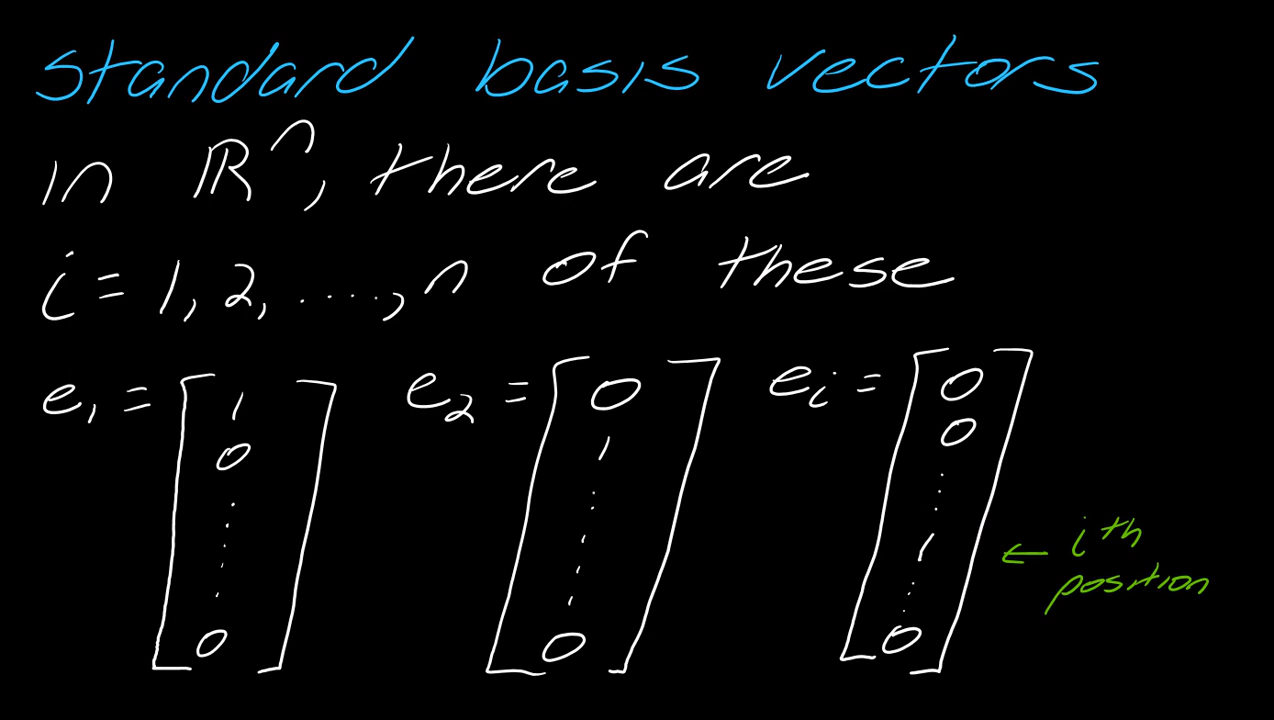 standard basis vectors
in ℝⁿ, there are
i = 1, 2, ...., n of these
e₁ = [1 0 ⋮ 0] e₂ = [0 1 ⋮ 0] eᵢ = [0 0 ⋮ 1 ⋮ 0]
← iᵗʰ
position